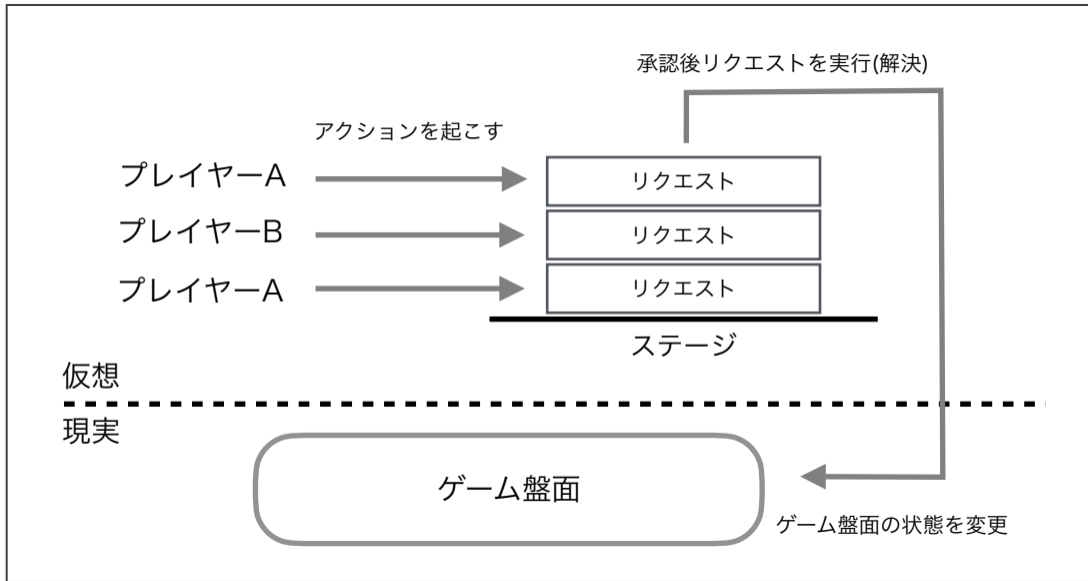 承認後リクエストを実行(解決)
アクションを起こす
プレイヤーA
リクエスト
プレイヤーB
リクエスト
プレイヤーA
リクエスト
ステージ
仮想
現実
ゲーム盤面
ゲーム盤面の状態を変更